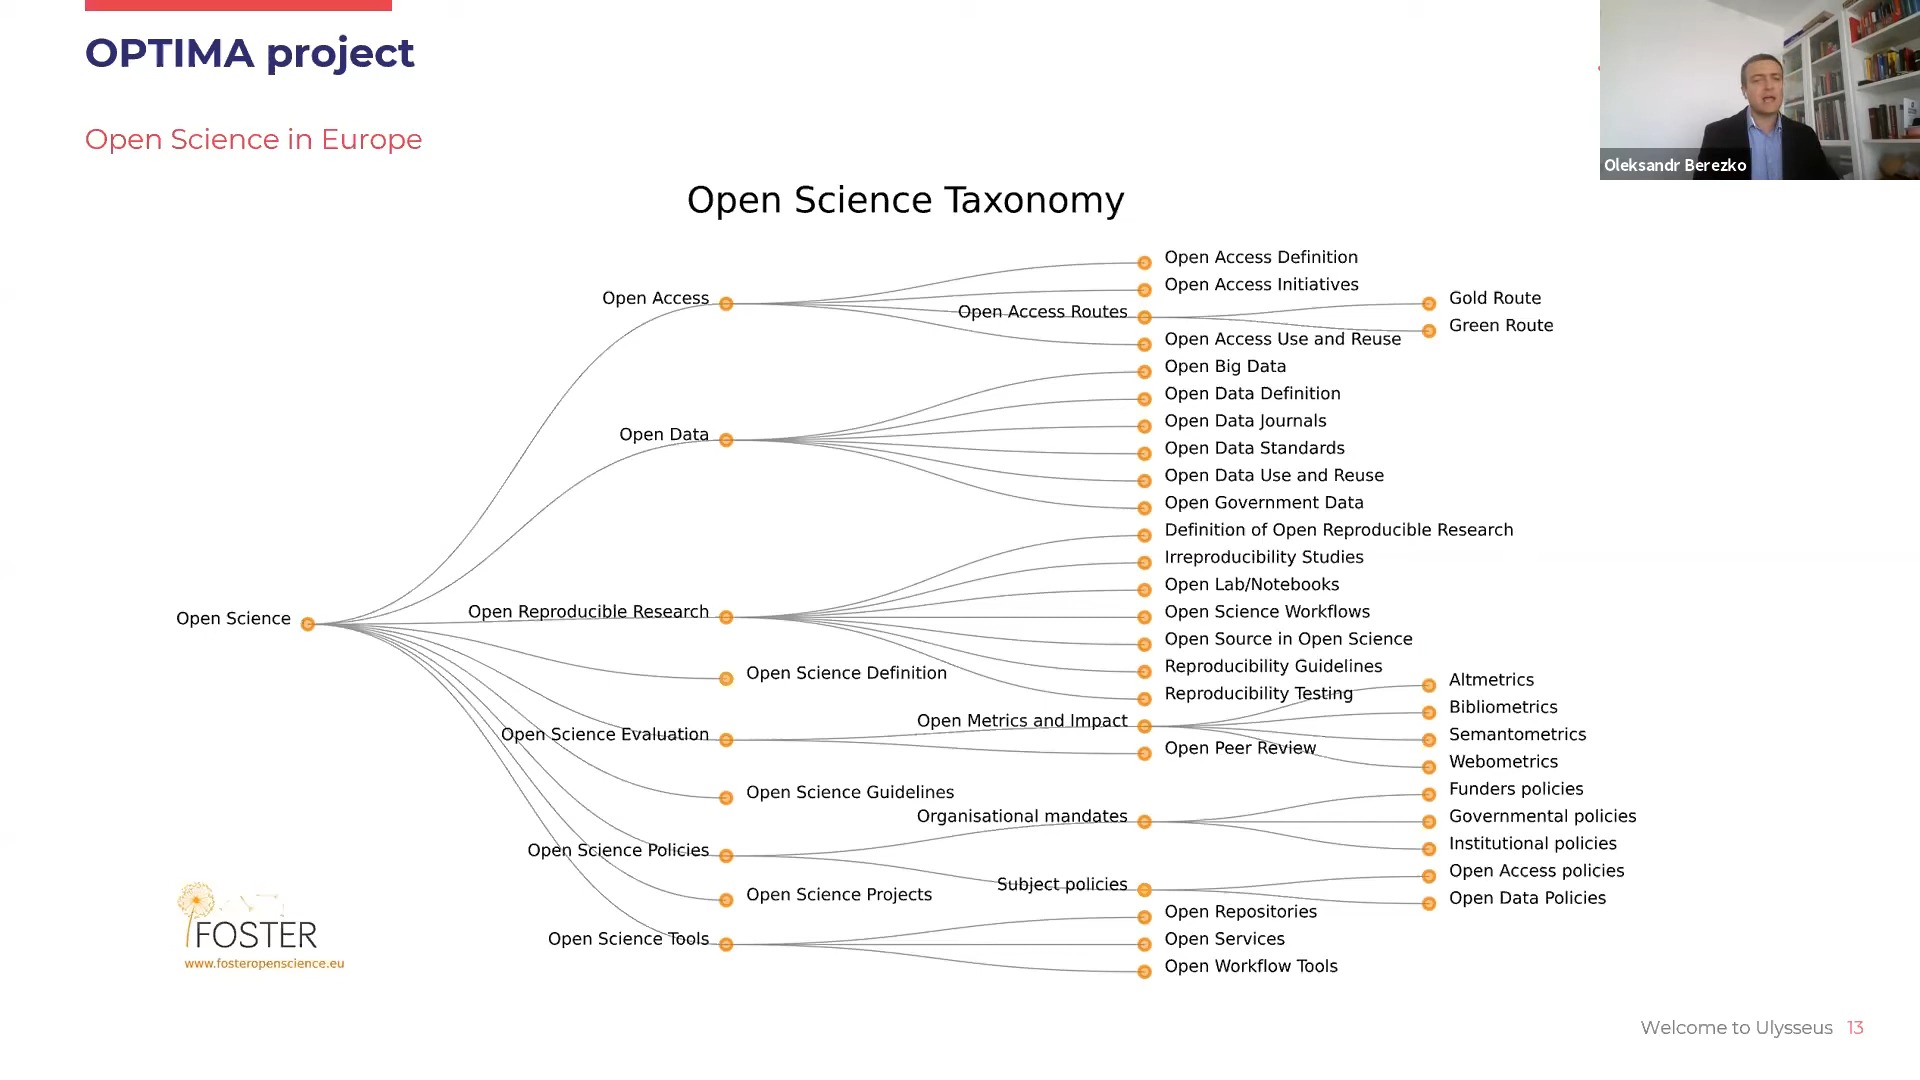 OPTIMA project
Open Science in Europe
Oleksandr Berezko
Open Science Taxonomy
Open Science
Open Access
Open Access Definition
Open Access Initiatives
Open Access Routes
Gold Route
Green Route
Open Access Use and Reuse
Open Data
Open Big Data
Open Data Definition
Open Data Journals
Open Data Standards
Open Data Use and Reuse
Open Government Data
Open Reproducible Research
Definition of Open Reproducible Research
Irreproducibility Studies
Open Lab/Notebooks
Open Science Workflows
Open Source in Open Science
Reproducibility Guidelines
Reproducibility Testing
Open Science Definition
Open Science Evaluation
Open Metrics and Impact
Altmetrics
Bibliometrics
Semantometrics
Webometrics
Open Peer Review
Open Science Guidelines
Open Science Policies
Organisational mandates
Funders policies
Governmental policies
Institutional policies
Subject policies
Open Access policies
Open Data Policies
Open Science Projects
Open Science Tools
Open Repositories
Open Services
Open Workflow Tools
FOSTER
www.fosteropenscience.eu
Welcome to Ulysseus 13